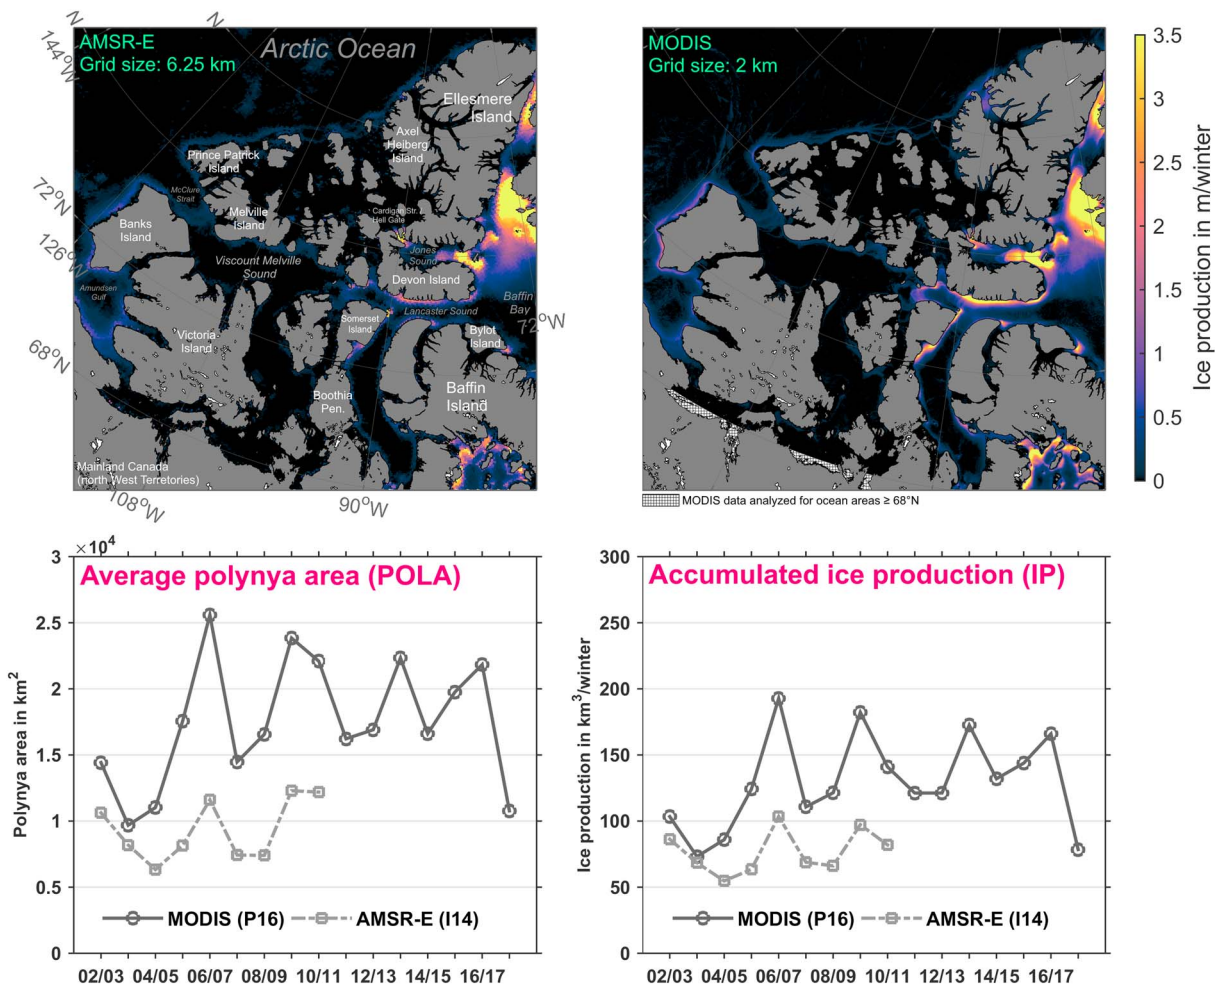 AMSR-E
Grid size: 6.25 km
Arctic Ocean
N
N
144°W
72°N
126°W
68°N
108°W
90°W
72°W
Ellesmere
Island
Axel
Heiberg
Island
Prince Patrick
Island
McClure
Strait
Banks
Island
Melville
Island
Cardigan Str.
Hell Gate
Jones
Sound
Viscount Melville
Sound
Devon Island
Amundsen
Gulf
Baffin
Bay
Lancaster Sound
Somerset
Island
Bylot
Island
Victoria
Island
Boothia
Pen.
Baffin
Island
Mainland Canada
(north West Territories)
MODIS
Grid size: 2 km
MODIS data analyzed for ocean areas ≥ 68°N
3.5
3
2.5
2
1.5
1
0.5
0
Ice production in m/winter
×10⁴
Average polynya area (POLA)
Polynya area in km²
3
2.5
2
1.5
1
0.5
0
MODIS (P16) AMSR-E (I14)
02/03 04/05 06/07 08/09 10/11 12/13 14/15 16/17
Accumulated ice production (IP)
Ice production in km³/winter
300
250
200
150
100
50
0
MODIS (P16) AMSR-E (I14)
02/03 04/05 06/07 08/09 10/11 12/13 14/15 16/17